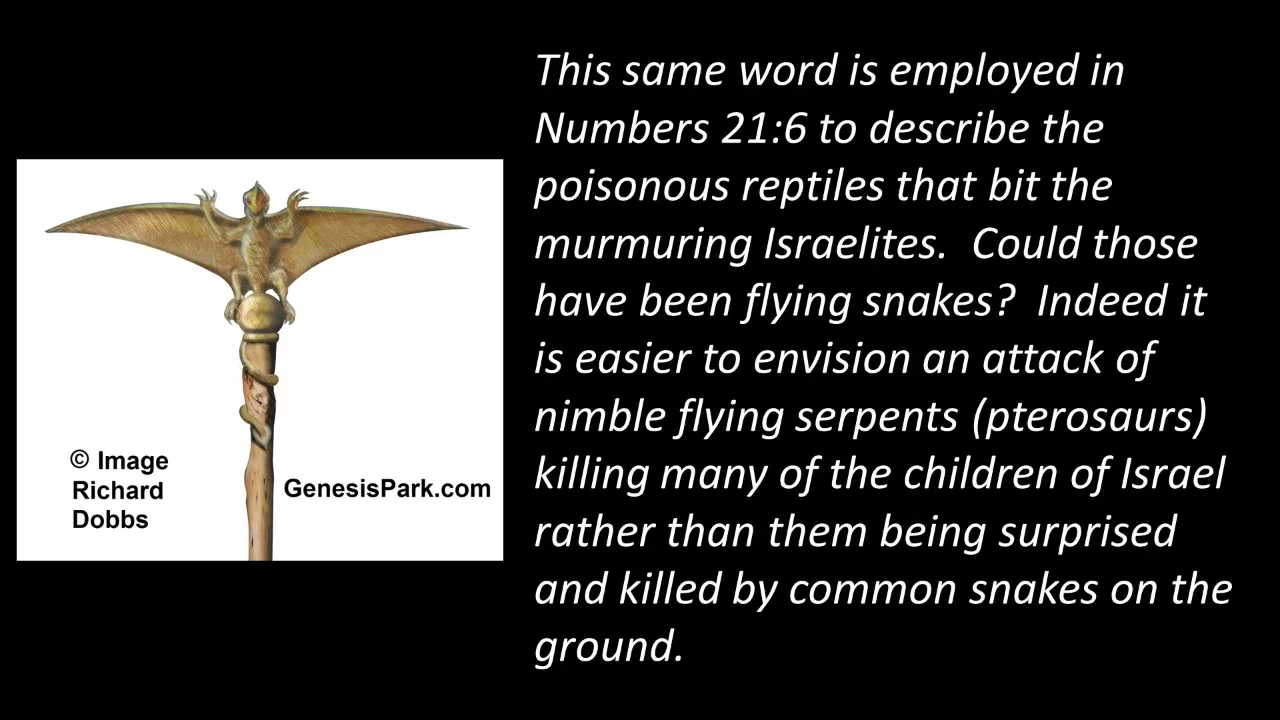 This same word is employed in
Numbers 21:6 to describe the
poisonous reptiles that bit the
murmuring Israelites.  Could those
have been flying snakes?  Indeed it
is easier to envision an attack of
nimble flying serpents (pterosaurs)
killing many of the children of Israel
rather than them being surprised
and killed by common snakes on the
ground.
© Image
Richard
Dobbs
GenesisPark.com